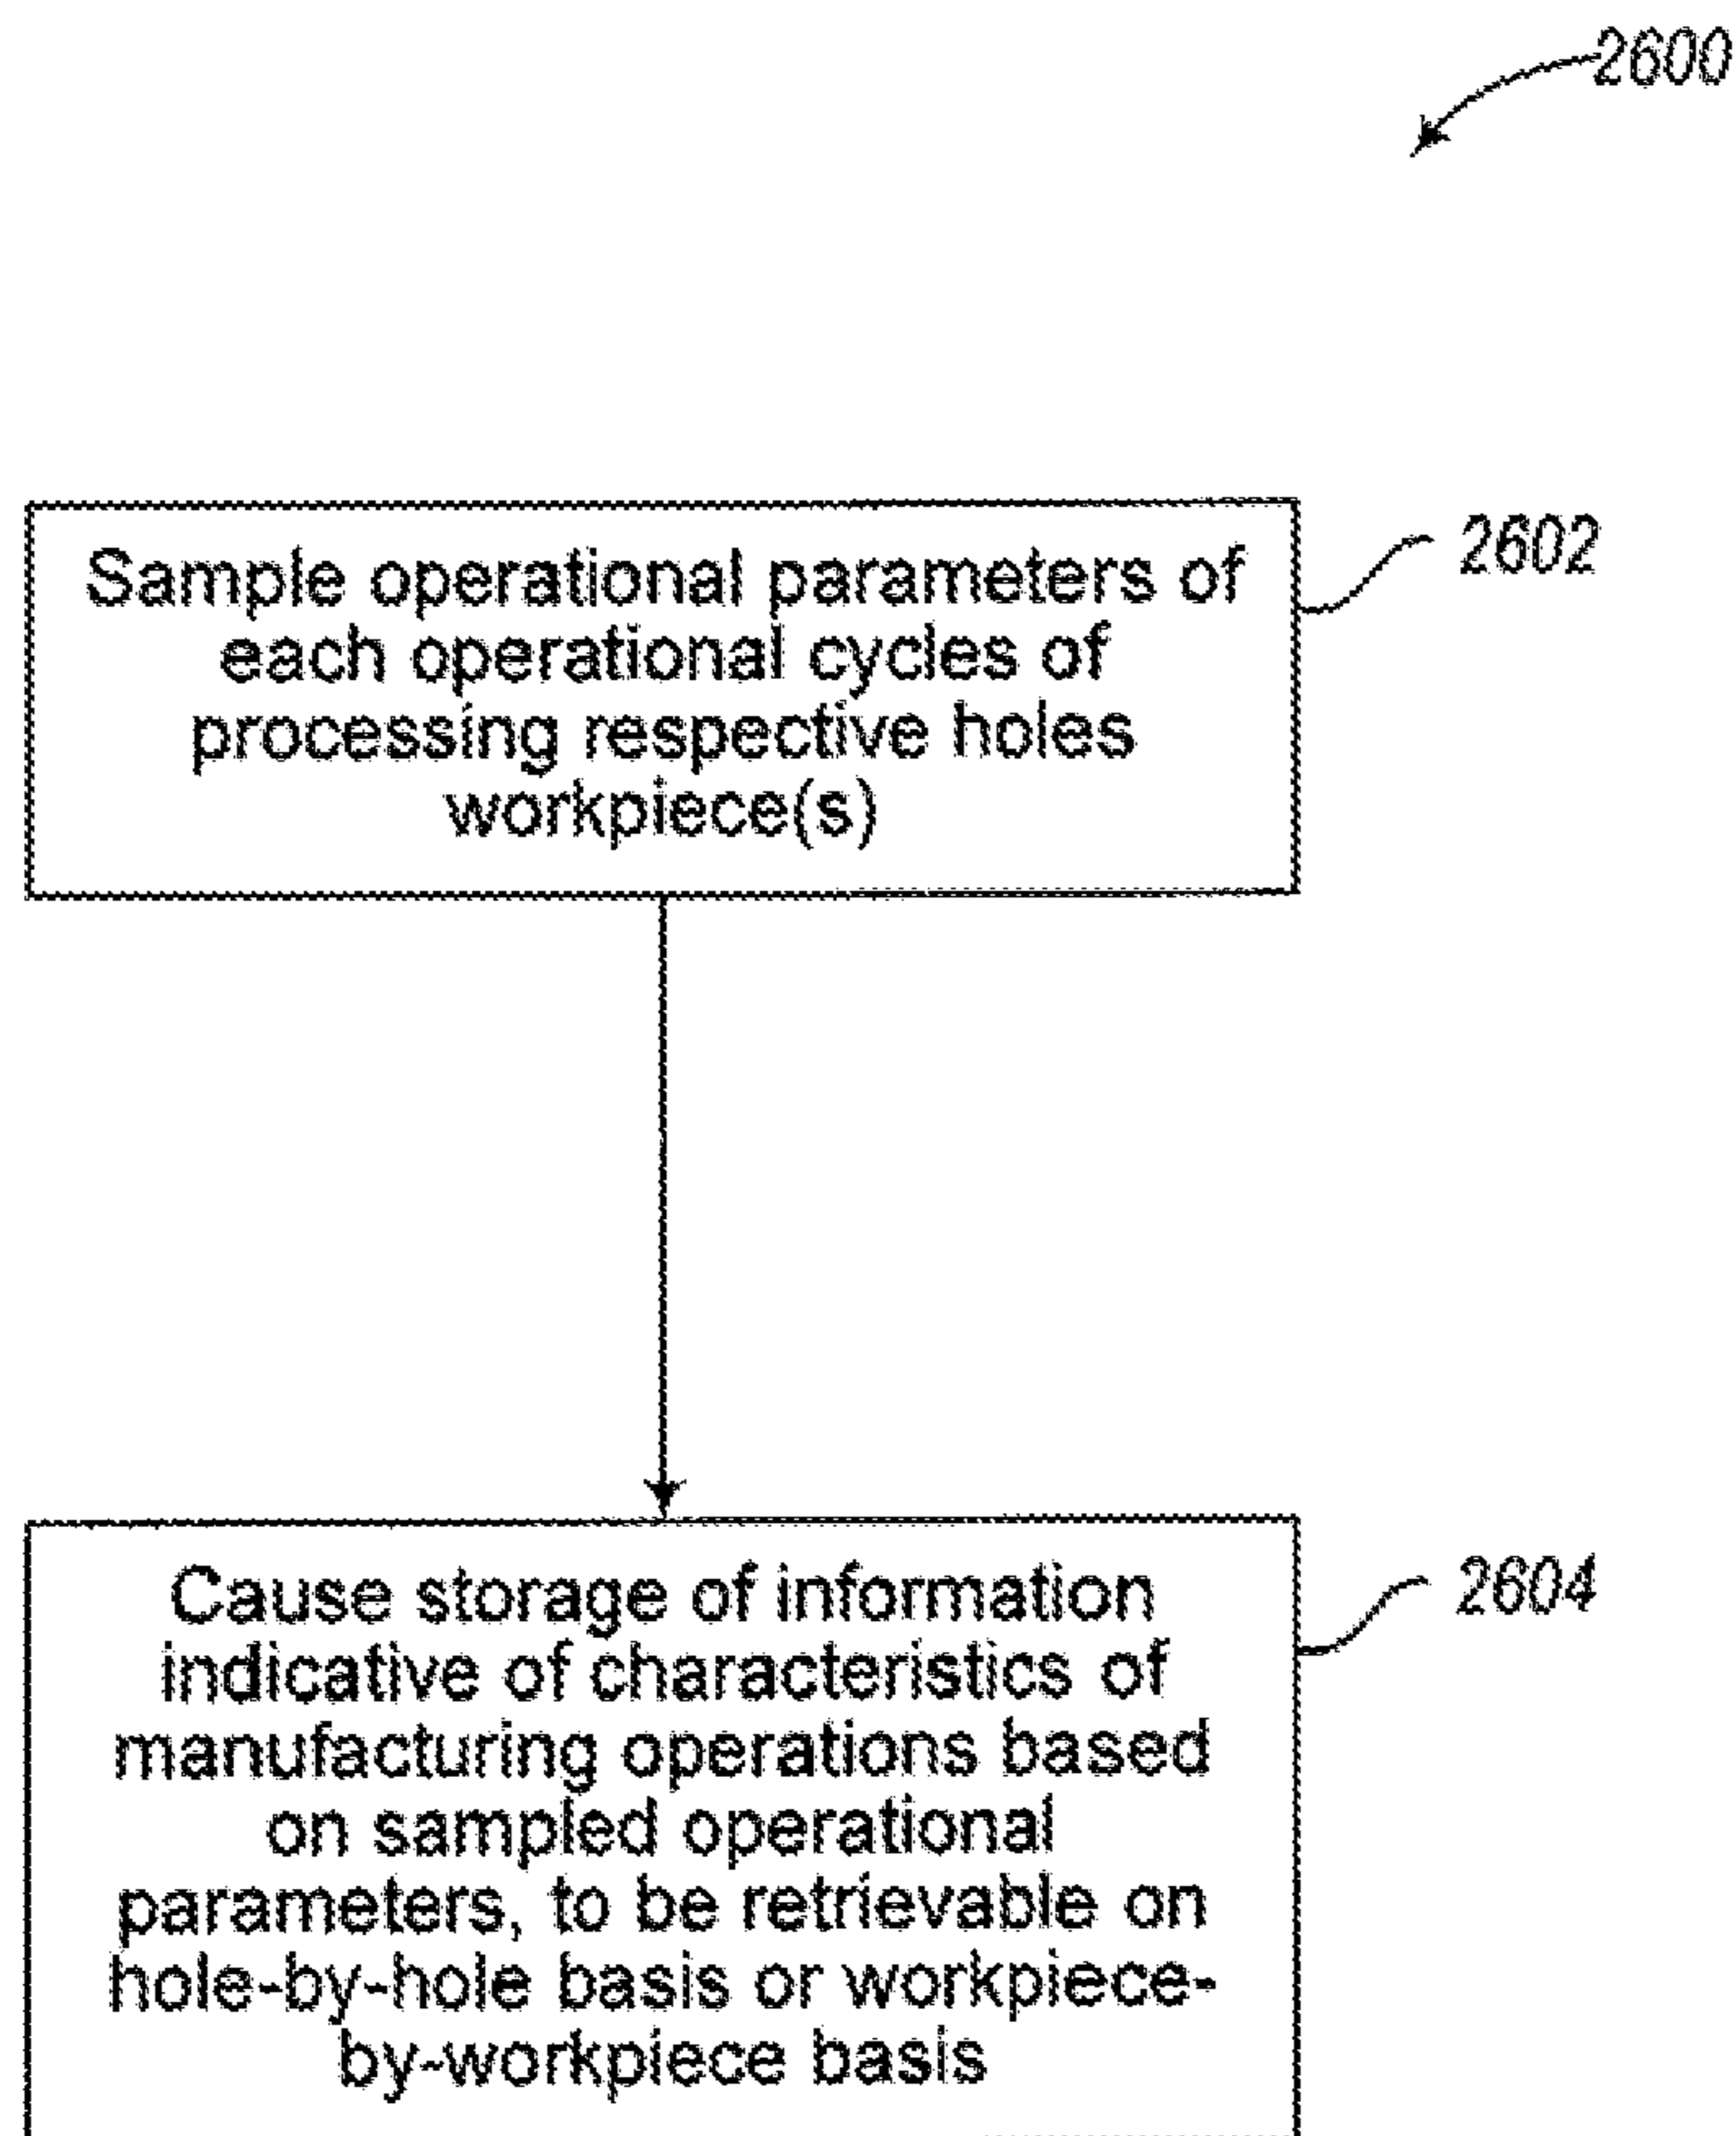 2600
Sample operational parameters of
2602
each operational cycles of
processing respective holes
workpiece(s)
Cause storage of information
2604
indicative of characteristics of
manufacturing operations based
on sampled operational
parameters, to be retrievable on
hole-by-hole basis or workpiece-
by-workpiece basis